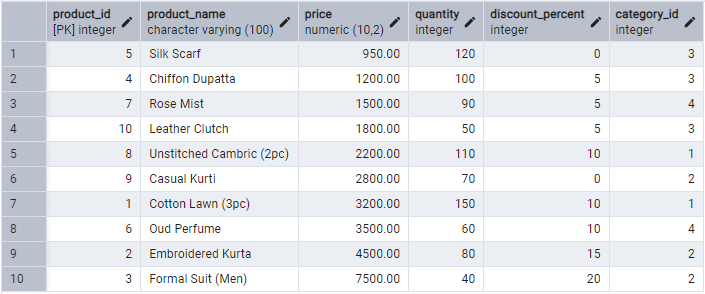 product_id product_name price quantity discount_percent category_id
[PK] integer character varying (100) numeric (10,2) integer integer integer
1 5 Silk Scarf 950.00 120 0 3
2 4 Chiffon Dupatta 1200.00 100 5 3
3 7 Rose Mist 1500.00 90 5 4
4 10 Leather Clutch 1800.00 50 5 3
5 8 Unstitched Cambric (2pc) 2200.00 110 10 1
6 9 Casual Kurti 2800.00 70 0 2
7 1 Cotton Lawn (3pc) 3200.00 150 10 1
8 6 Oud Perfume 3500.00 60 10 4
9 2 Embroidered Kurta 4500.00 80 15 2
10 3 Formal Suit (Men) 7500.00 40 20 2